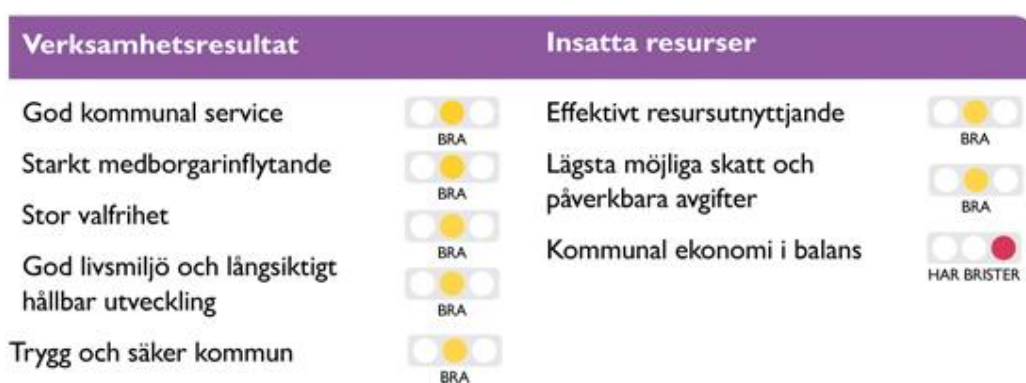 Verksamhetsresultat
God kommunal service
BRA
Starkt medborgarinflytande
BRA
Stor valfrihet
BRA
God livsmiljö och långsiktigt
hållbar utveckling
BRA
Trygg och säker kommun
BRA
Insatta resurser
Effektivt resursutnyttjande
BRA
Lägsta möjliga skatt och
påverkbara avgifter
BRA
Kommunal ekonomi i balans
HAR BRISTER